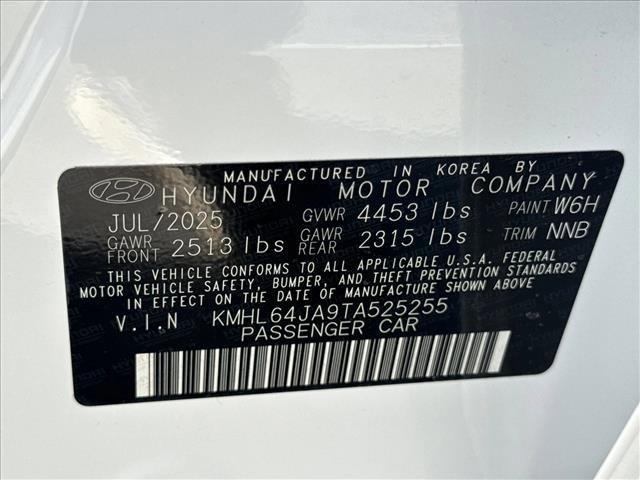 MANUFACTURED IN KOREA BY
HYUNDAI MOTOR COMPANY
JUL/2025 GVWR 4453 lbs PAINT W6H
GAWR FRONT 2513 lbs GAWR REAR 2315 lbs TRIM NNB
THIS VEHICLE CONFORMS TO ALL APPLICABLE U.S.A. FEDERAL
MOTOR VEHICLE SAFETY, BUMPER, AND THEFT PREVENTION STANDARDS
IN EFFECT ON THE DATE OF MANUFACTURE SHOWN ABOVE
V.I.N KMHL64JA9TA525255
PASSENGER CAR